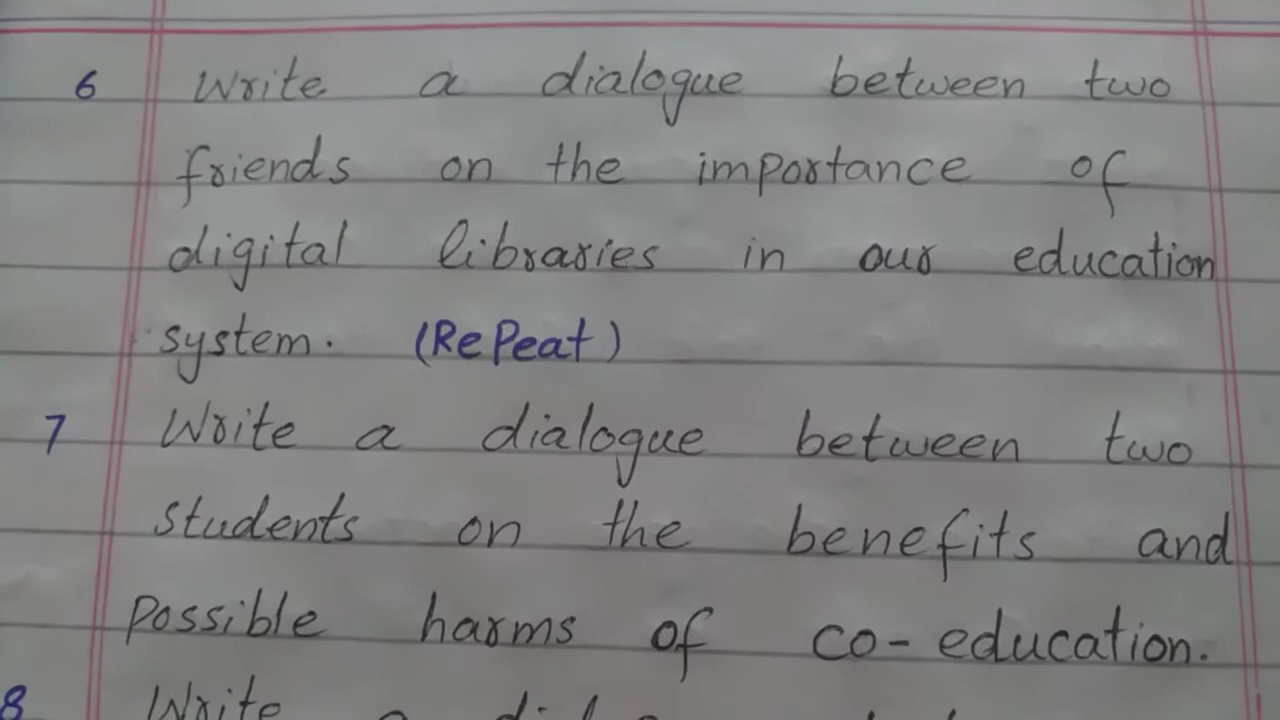 6 Write a dialogue between two
friends on the importance of
digital libraries in our education
system. (RePeat)
7 Write a dialogue between two
students on the benefits and
possible harms of co-education.
8 Write a